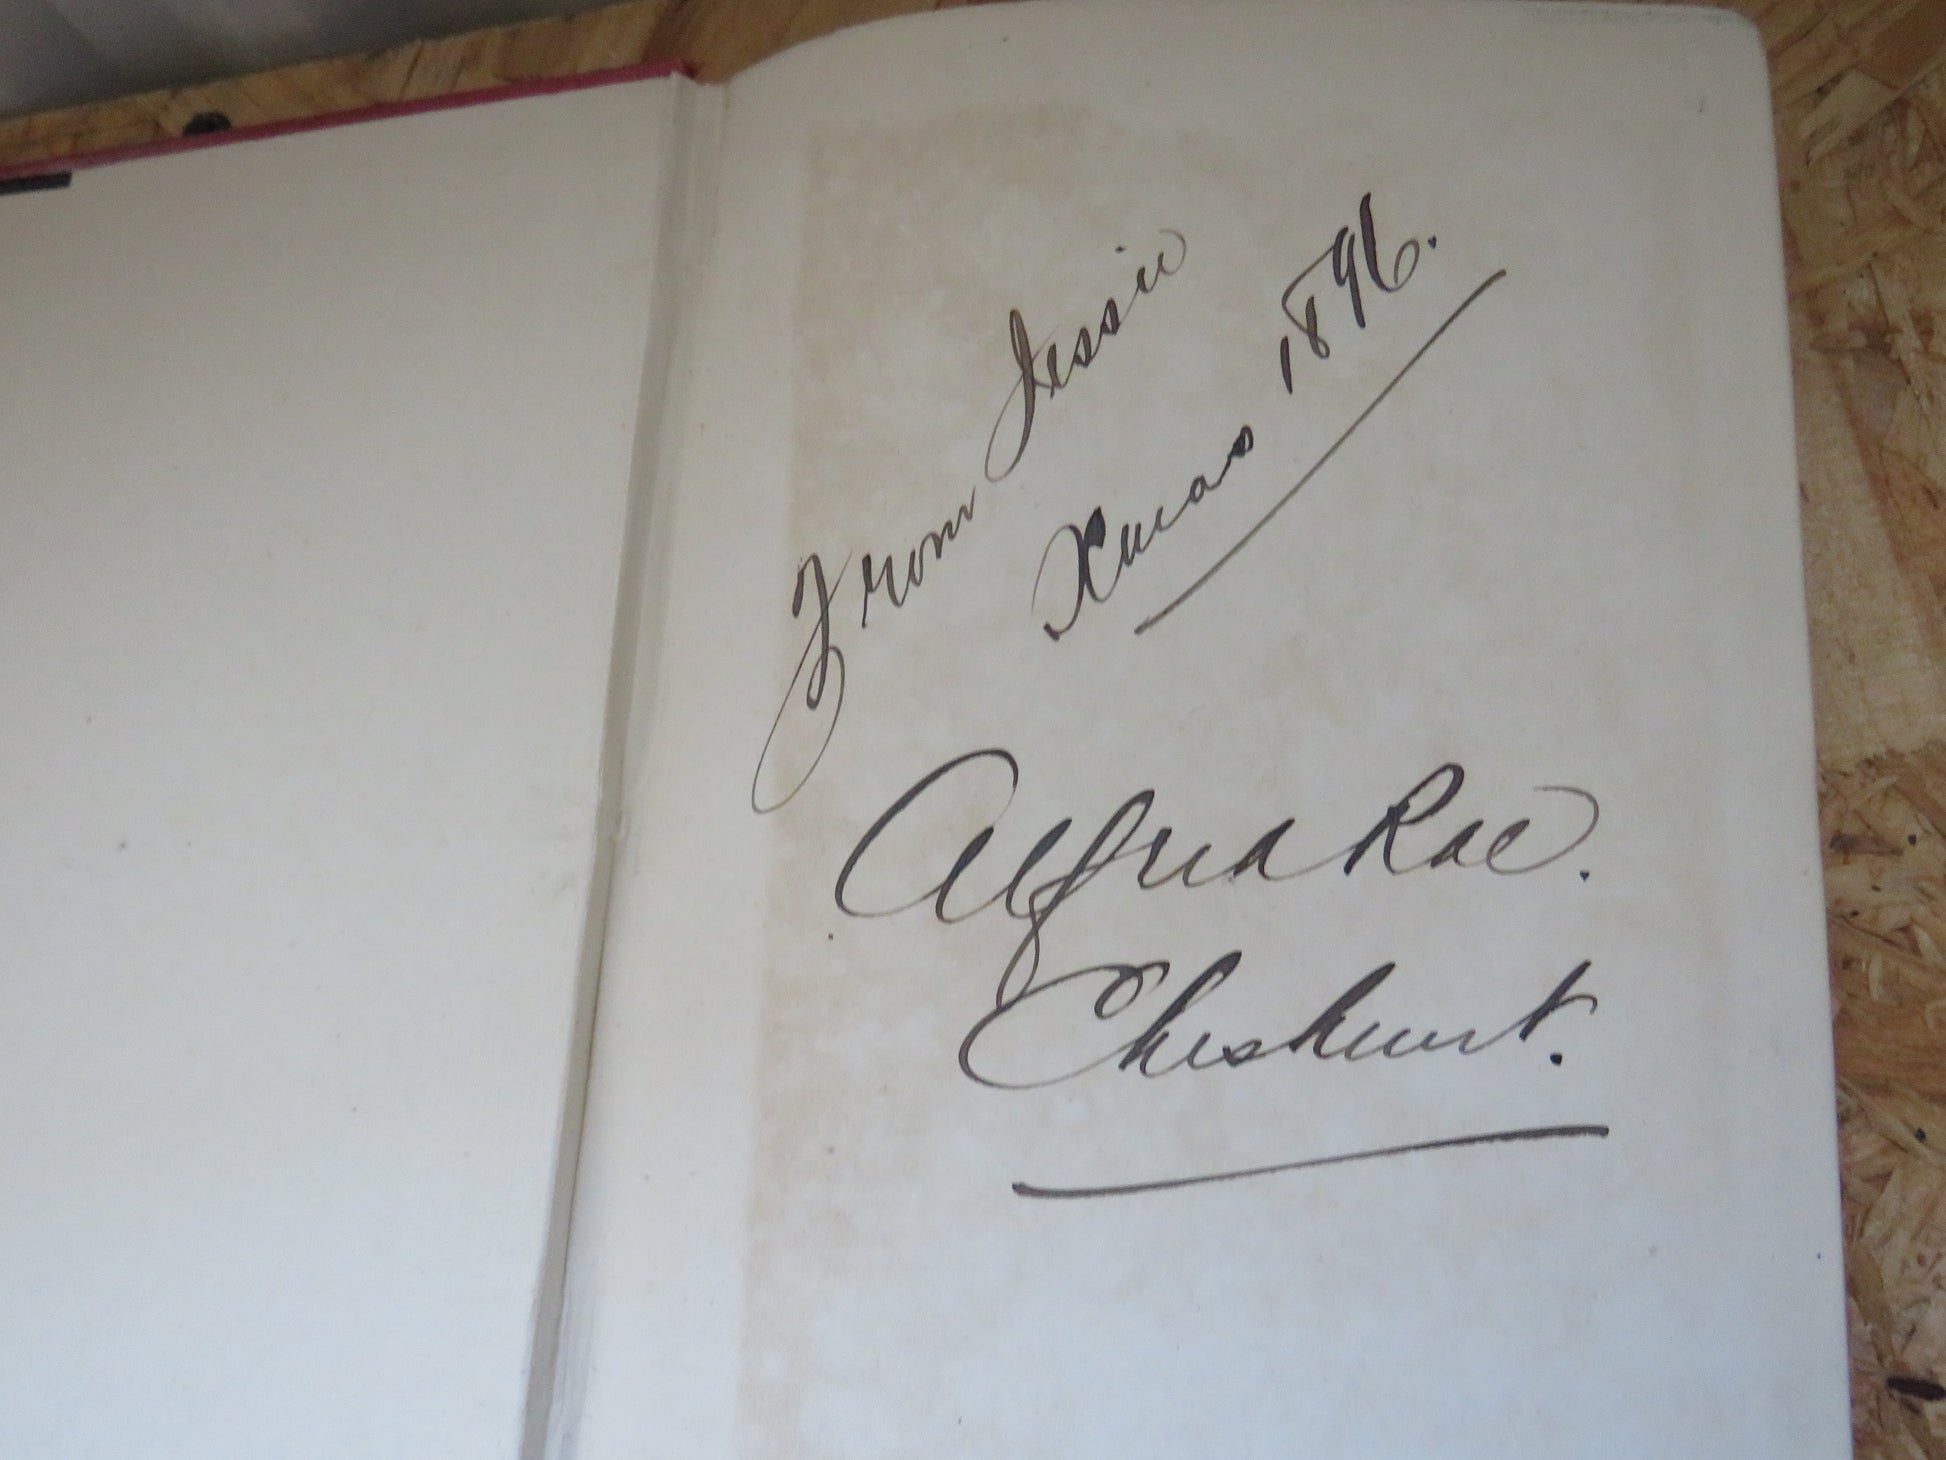 From Jessie
Xmas 1896.
Alfred Rae.
Cheshunt.